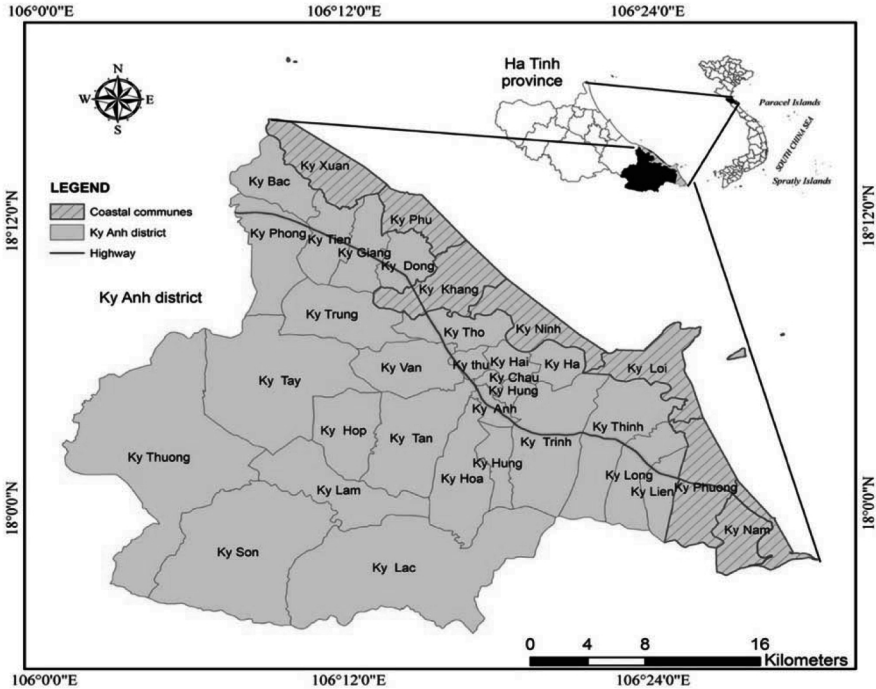 106°0'0"E 106°12'0"E 106°24'0"E
Ha Tinh
province
N
W E
S
Paracel Islands
SOUTH CHINA SEA
Spratly Islands
18°12'0"N
18°12'0"N
LEGEND
Coastal communes
Ky Anh district
Highway
Ky Anh district
Ky Xuan
Ky Bac
Ky Phu
Ky Phong
Ky Tien
Ky Giang
Ky Dong
Ky Khang
Ky Trung
Ky Tho
Ky Ninh
Ky Van
Ky thu
Ky Hai
Ky Ha
Ky Loi
Ky Chau
Ky Tay
Ky Hung
Ky Anh
Ky Hop
Ky Tan
Ky Trinh
Ky Thinh
Ky Thuong
Ky Hung
Ky Hoa
Ky Long
Ky Lam
Ky Lien
Ky Phuong
18°0'0"N
18°0'0"N
Ky Nam
Ky Son
Ky Lac
0 4 8 16
Kilometers
106°0'0"E 106°12'0"E 106°24'0"E